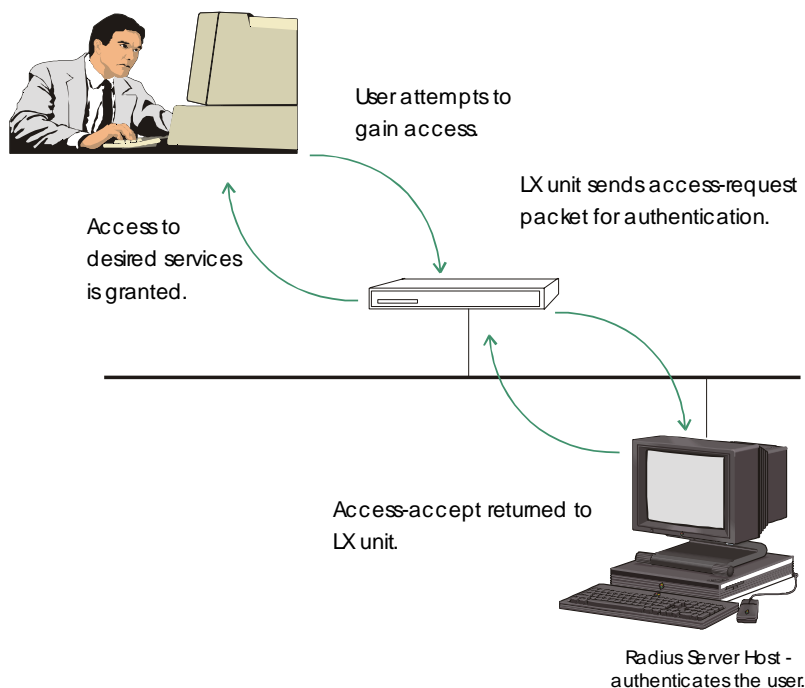 User attempts to
gain access.
LX unit sends access-request
packet for authentication.
Access to
desired services
is granted.
Access-accept returned to
LX unit.
Radius Server Host -
authenticates the user.